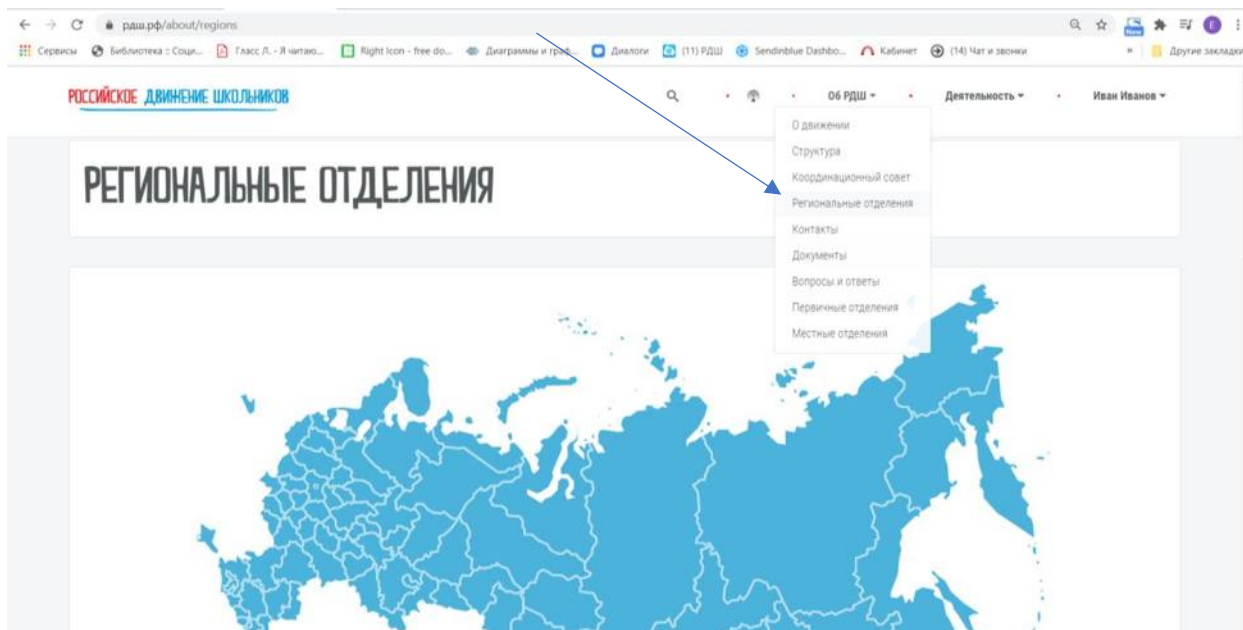 рдш.рф/about/regions
Сервисы Библиотека :: Соци... Гласс Л. - Я читаю... Right Icon - free do... Диаграммы и граф... Диалоги (11) РДШ Sendinblue Dashbo... Кабинет (14) Чат и звонки » Другие закладки
New E
РОССИЙСКОЕ ДВИЖЕНИЕ ШКОЛЬНИКОВ
Об РДШ Деятельность Иван Иванов
О движении
Структура
Координационный совет
РЕГИОНАЛЬНЫЕ ОТДЕЛЕНИЯ
Региональные отделения
Контакты
Документы
Вопросы и ответы
Первичные отделения
Местные отделения